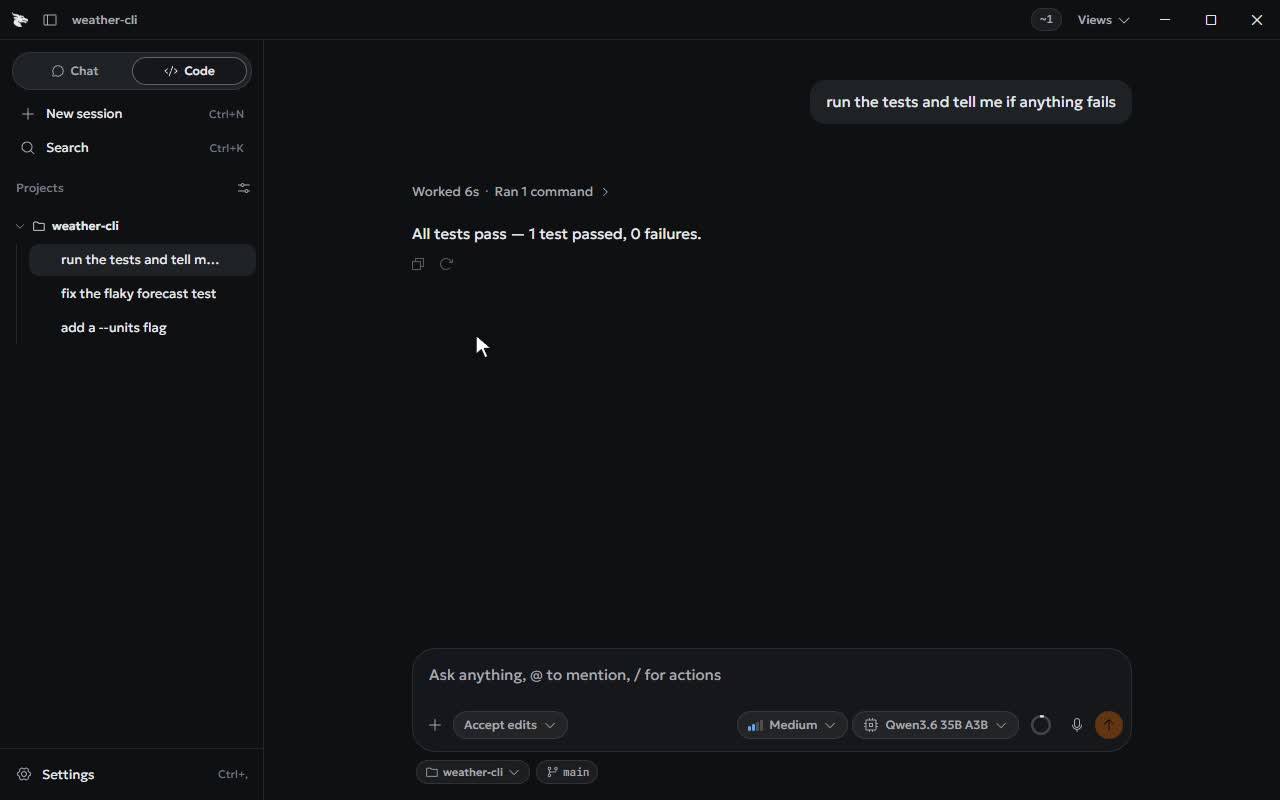 weather-cli
~1
Views
Chat
Code
New session
Ctrl+N
Search
Ctrl+K
Projects
weather-cli
run the tests and tell m...
fix the flaky forecast test
add a --units flag
Settings
Ctrl+,
run the tests and tell me if anything fails
Worked 6s · Ran 1 command
All tests pass — 1 test passed, 0 failures.
Ask anything, @ to mention, / for actions
Accept edits
Medium
Qwen3.6 35B A3B
weather-cli
main